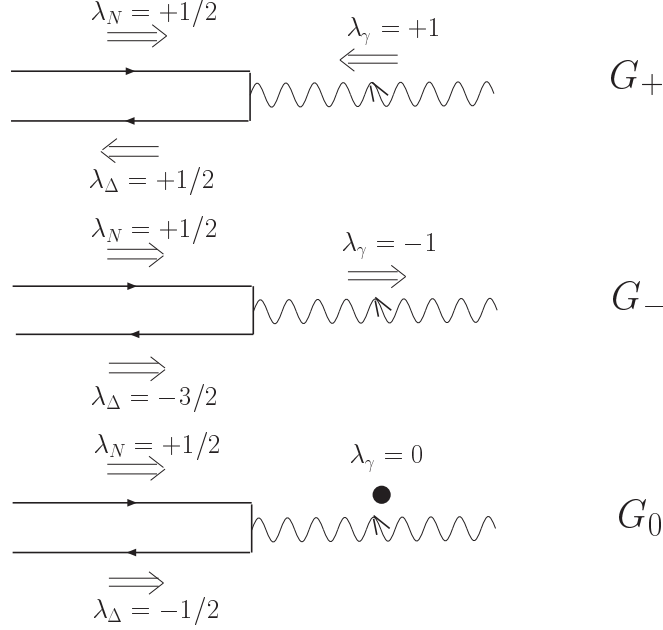 λ_N = +1/2
λ_γ = +1
G_+
λ_Δ = +1/2
λ_N = +1/2
λ_γ = −1
G_−
λ_Δ = −3/2
λ_N = +1/2
λ_γ = 0
G_0
λ_Δ = −1/2